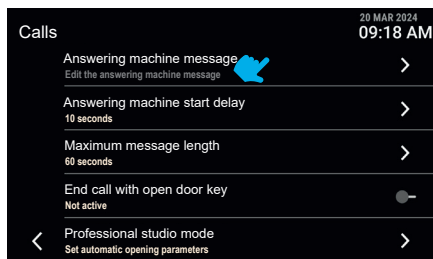 20 MAR 2024
Calls
09:18 AM
Answering machine message
Edit the answering machine message
Answering machine start delay
10 seconds
Maximum message length
60 seconds
End call with open door key
Not active
Professional studio mode
Set automatic opening parameters